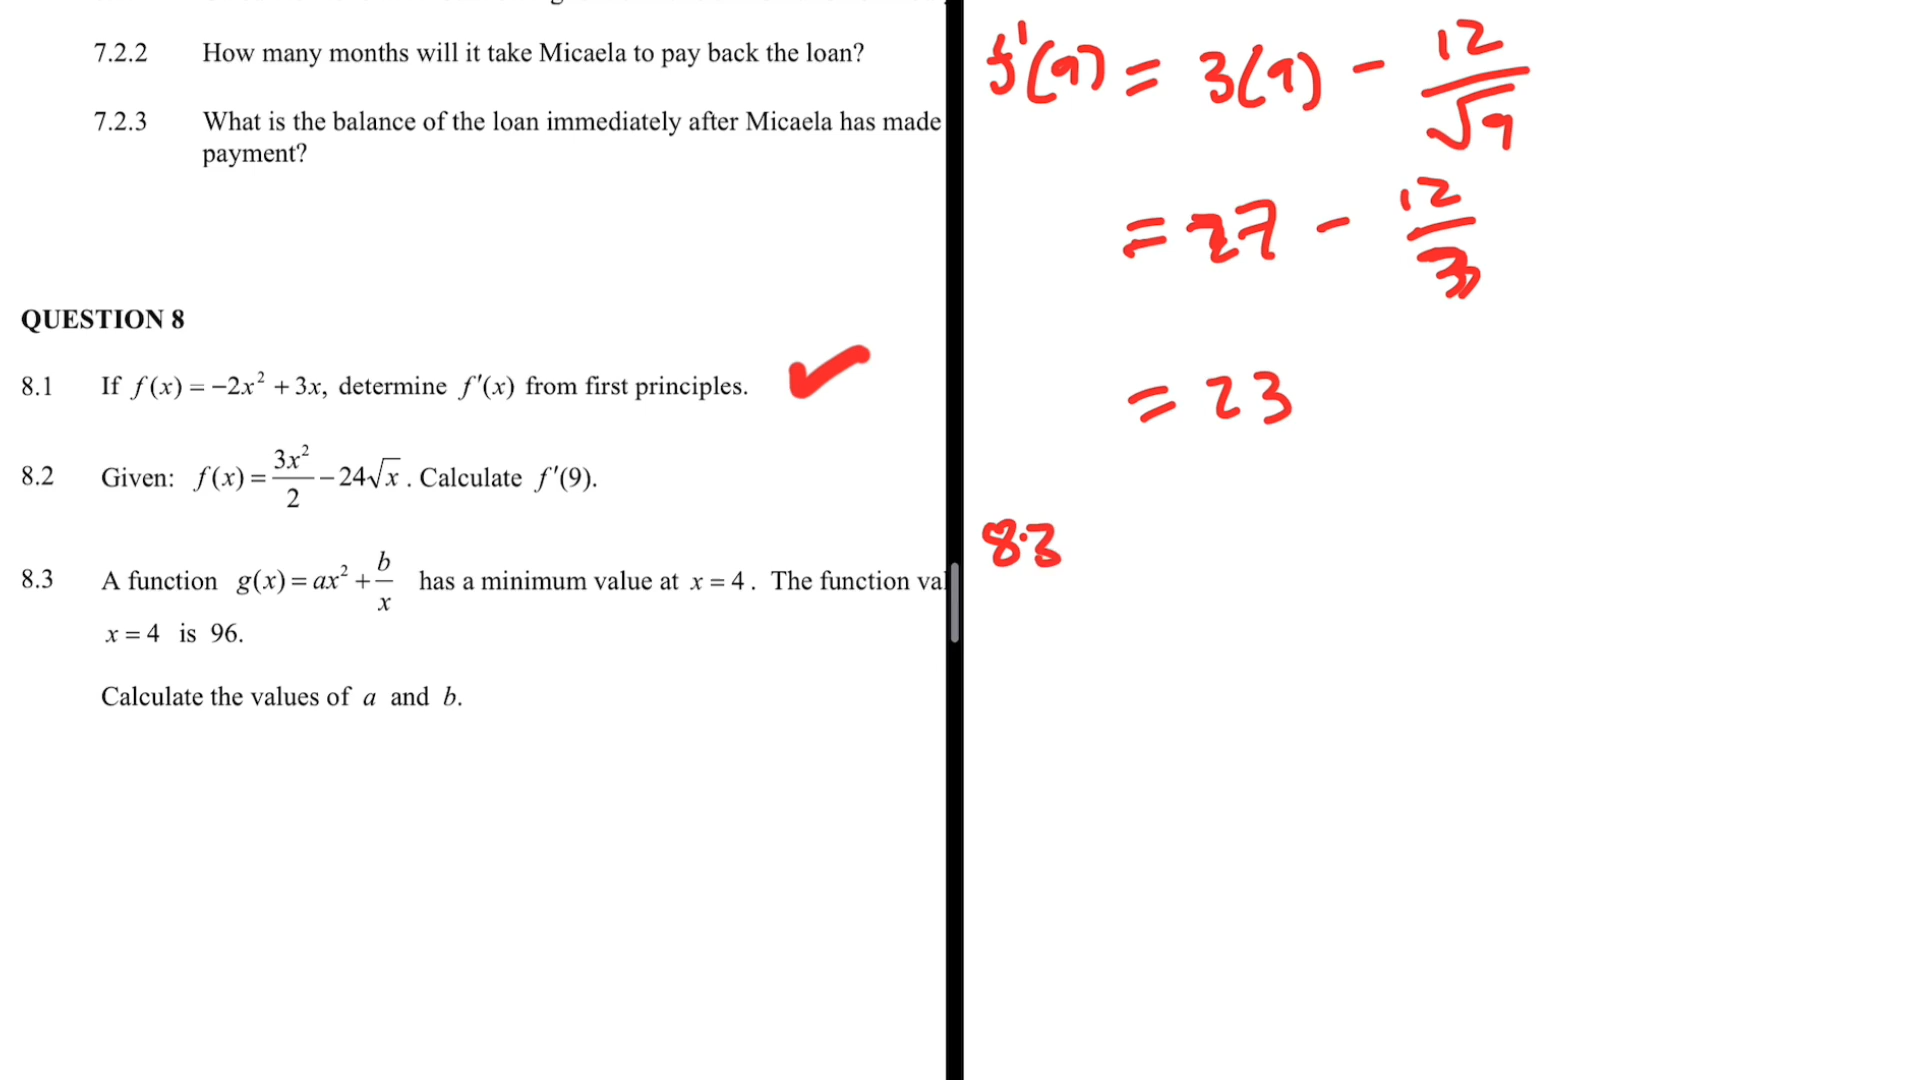 7.2.2 How many months will it take Micaela to pay back the loan?
7.2.3 What is the balance of the loan immediately after Micaela has made
payment?
QUESTION 8
8.1 If f(x) = −2x² + 3x, determine f′(x) from first principles.
8.2 Given: f(x) = 3x²/2 − 24√x. Calculate f′(9).
8.3 A function g(x) = ax² + b/x has a minimum value at x = 4. The function
x = 4 is 96.
Calculate the values of a and b.
f'(9) = 3(9) − 12/√9
= 27 − 12/3
= 23
8.3